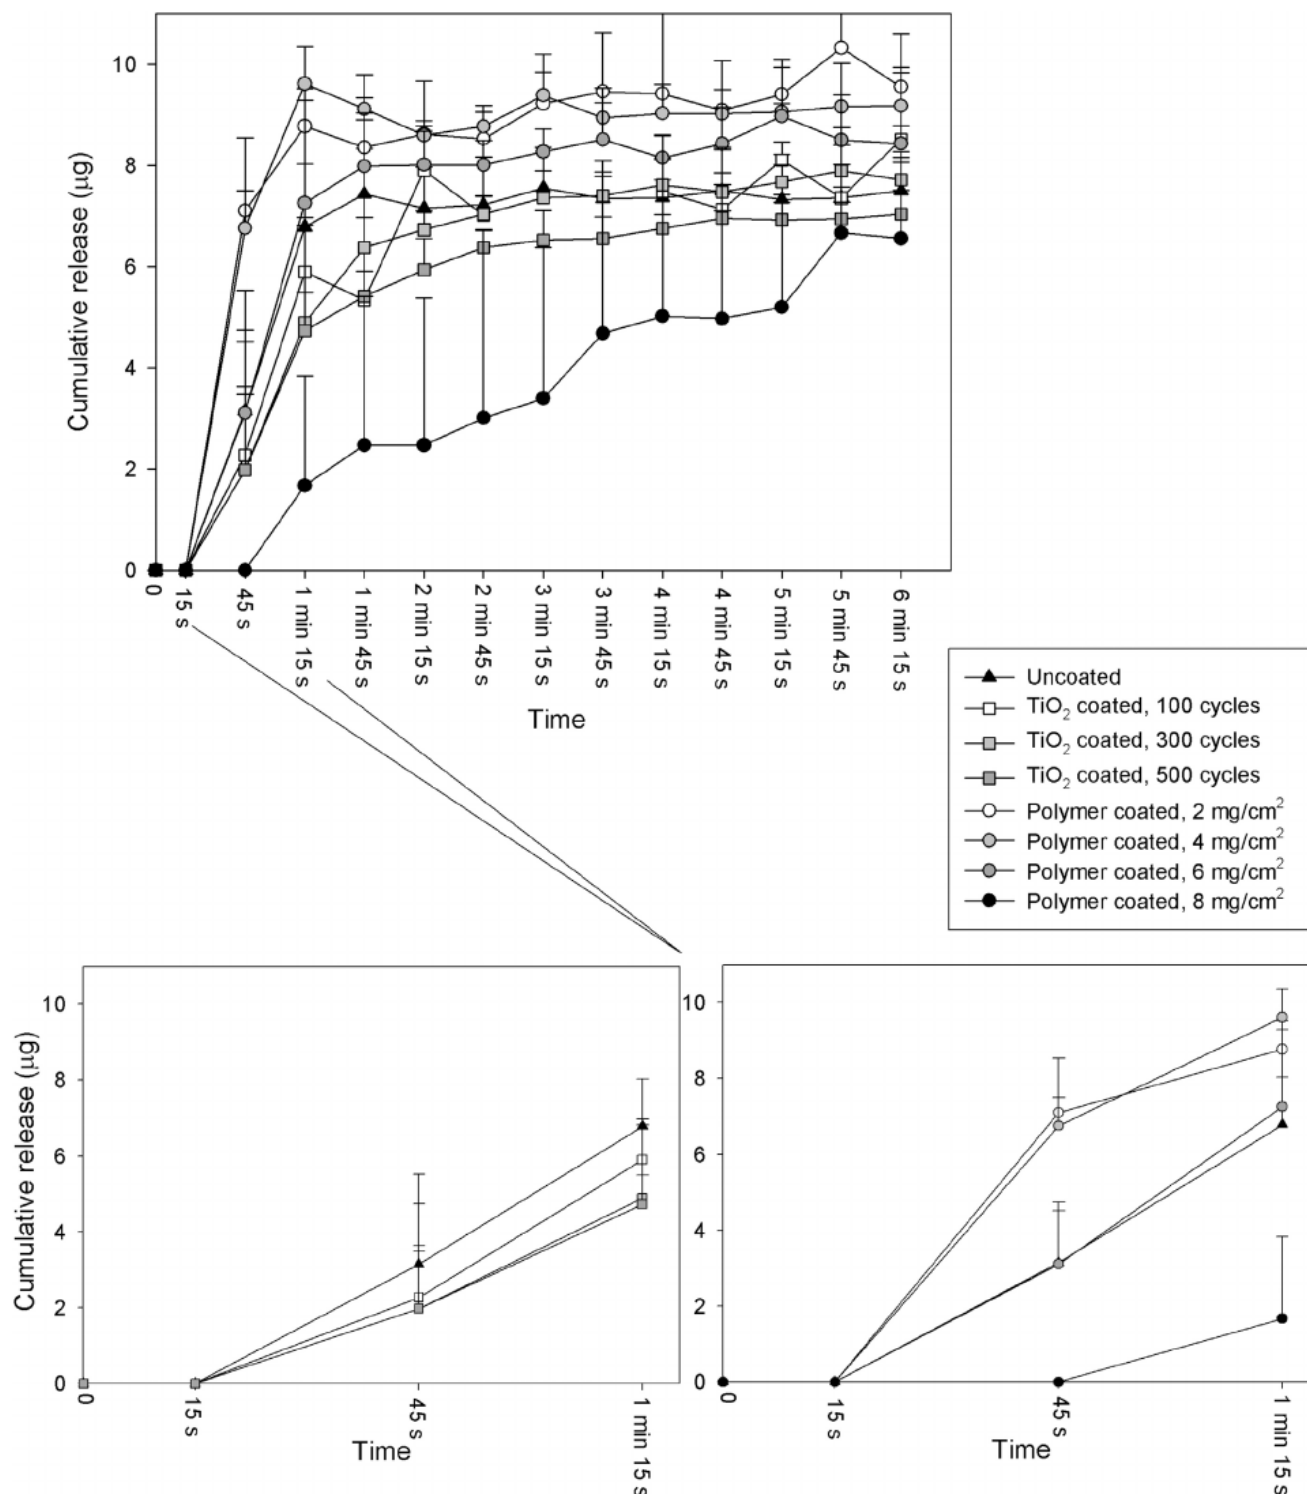 10
8
6
4
2
0
Cumulative release (µg)
0
15 s
45 s
1 min 15 s
1 min 45 s
2 min 15 s
2 min 45 s
3 min 15 s
3 min 45 s
4 min 15 s
4 min 45 s
5 min 15 s
5 min 45 s
6 min 15 s
Time
Uncoated
TiO₂ coated, 100 cycles
TiO₂ coated, 300 cycles
TiO₂ coated, 500 cycles
Polymer coated, 2 mg/cm²
Polymer coated, 4 mg/cm²
Polymer coated, 6 mg/cm²
Polymer coated, 8 mg/cm²
10
8
6
4
2
0
Cumulative release (µg)
0
15 s
45 s
1 min 15 s
Time
10
8
6
4
2
0
0
15 s
45 s
1 min 15 s
Time